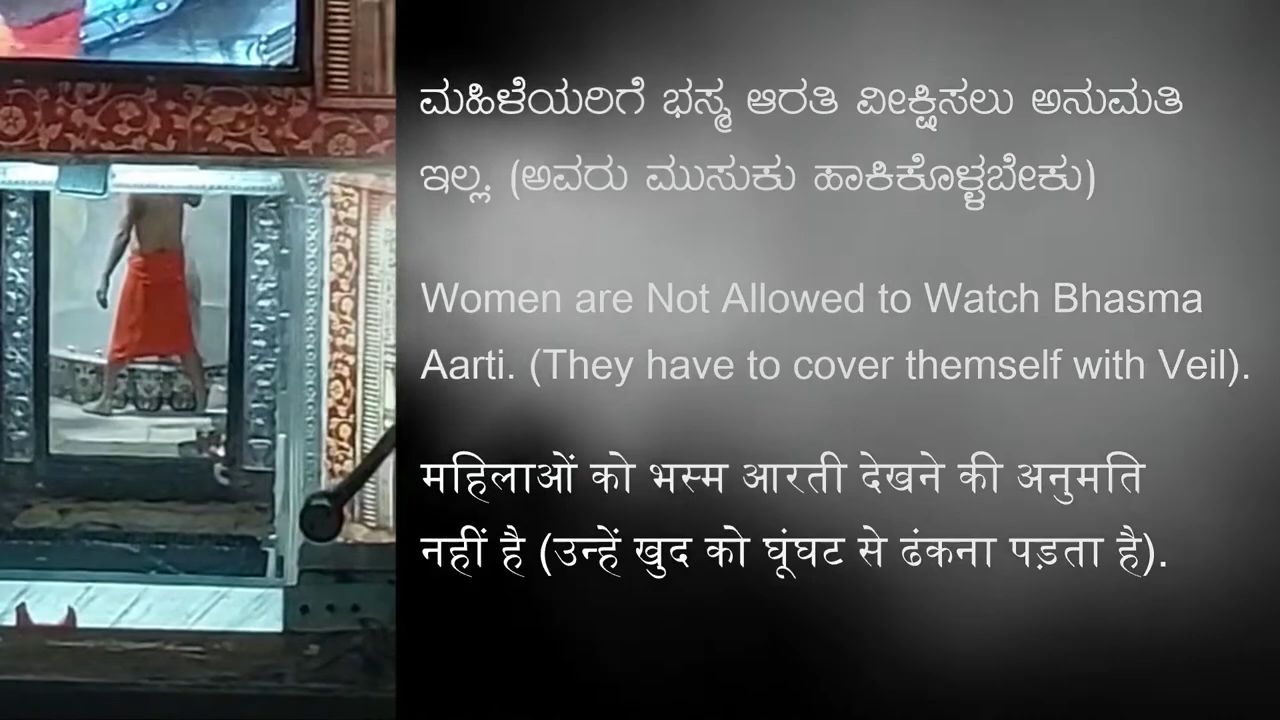 ಮಹಿಳೆಯರಿಗೆ ಭಸ್ಮ ಆರತಿ ವೀಕ್ಷಿಸಲು ಅನುಮತಿ
ಇಲ್ಲ. (ಅವರು ಮುಸುಕು ಹಾಕಿಕೊಳ್ಳಬೇಕು)
Women are Not Allowed to Watch Bhasma
Aarti. (They have to cover themself with Veil).
महिलाओं को भस्म आरती देखने की अनुमति
नहीं है (उन्हें खुद को घूंघट से ढंकना पड़ता है).